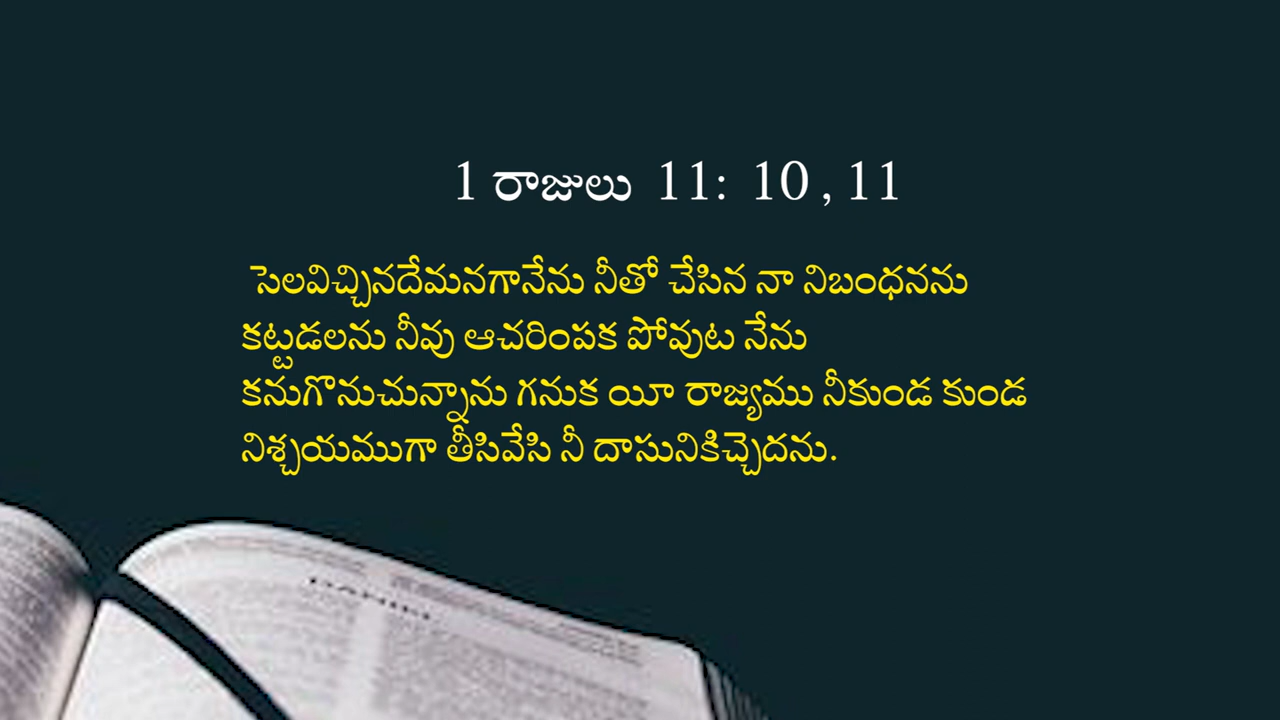 1 రాజులు 11: 10 , 11
సెలవిచ్చినదేమనగానేను నీతో చేసిన నా నిబంధనను
కట్టడలను నీవు ఆచరింపక పోవుట నేను
కనుగొనుచున్నాను గనుక యీ రాజ్యము నీకుండ కుండ
నిశ్చయముగా తీసివేసి నీ దాసునికిచ్చెదను.